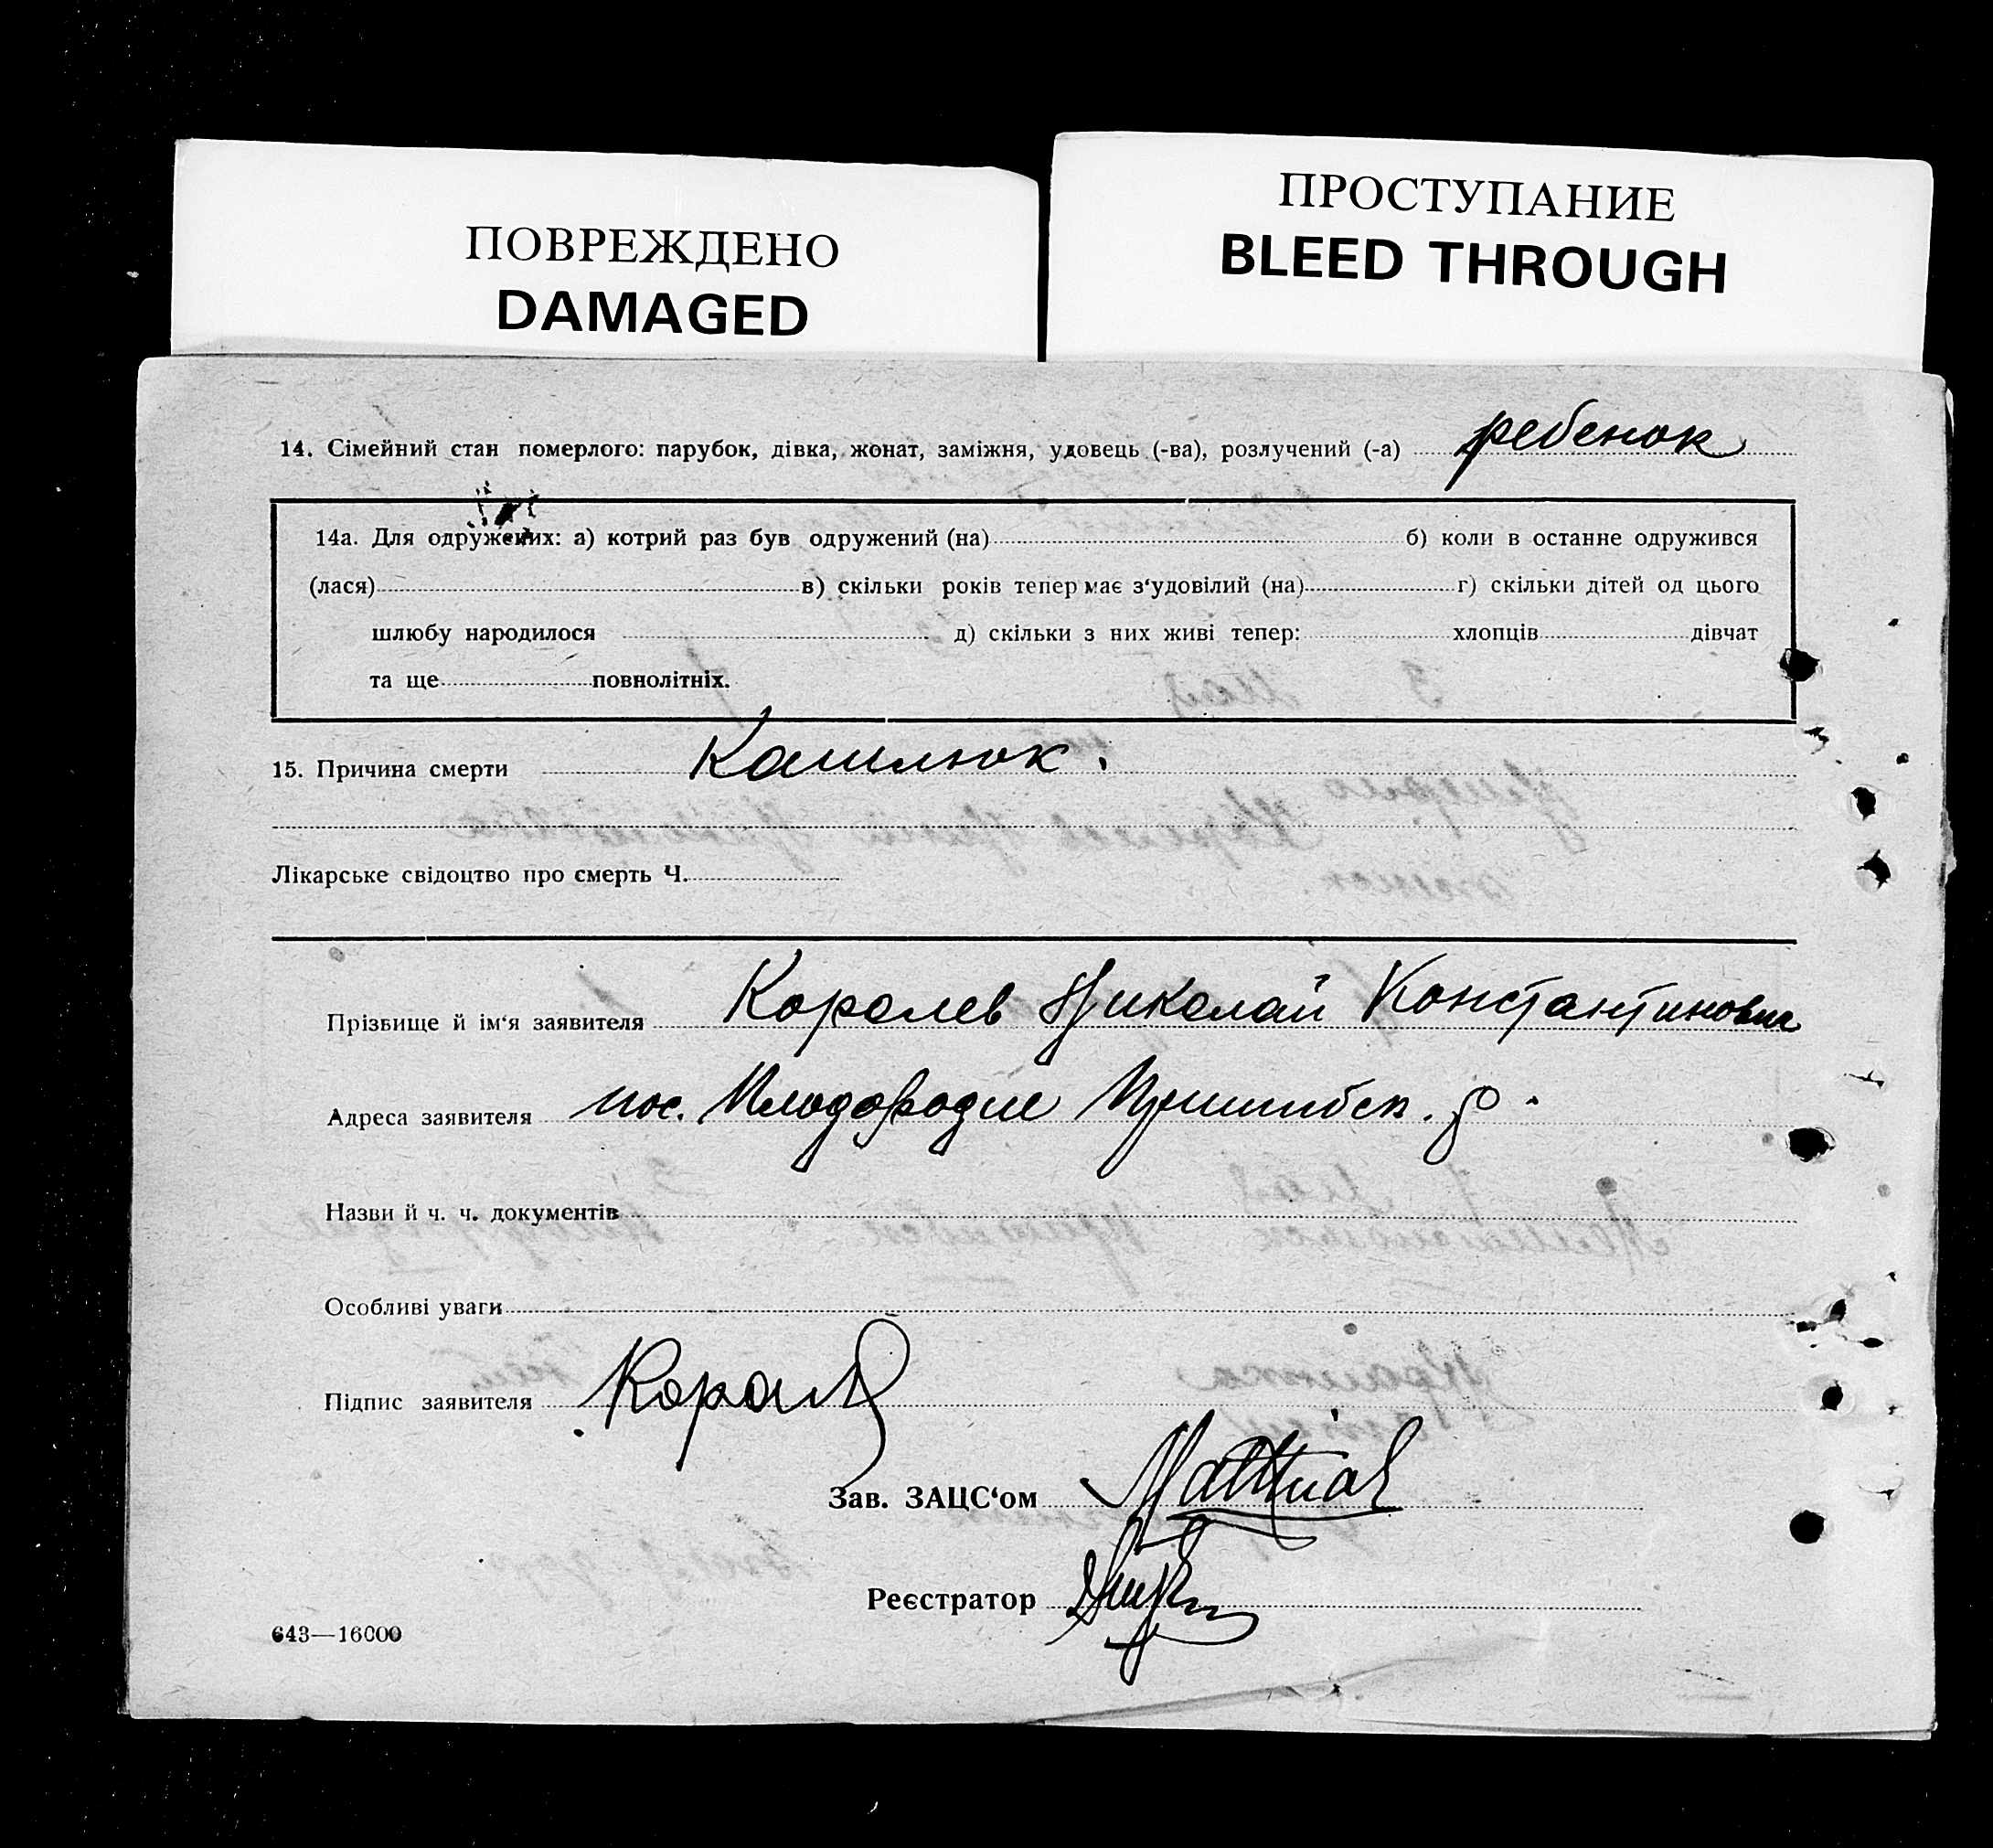 ПОВРЕЖДЕНО
DAMAGED
ПРОСТУПАНИЕ
BLEED THROUGH
14. Сімейний стан померлого: парубок, дівка, жонат, заміжня, удовець (-ва), розлучений (-а) ребенок
14а. Для одружених: а) котрий раз був одружений (на) б) коли в останне одружився
(лася) в) скільки років тепер має з‘удовілий (на) г) скільки дітей од цього
шлюбу народилося д) скільки з них живі тепер: хлопців дівчат
та ще повнолітніх.
15. Причина смерти Кашлюк.
Лікарське свідоцтво про смерть Ч.
Прізвище й ім‘я заявителя Королев Николай Константинович
Адреса заявителя пос. Плодородие Пришибск. р.
Назви й ч. ч. документів
Особливі уваги
Підпис заявителя Королев
Зав. ЗАЦС‘ом
Реєстратор
643—16000